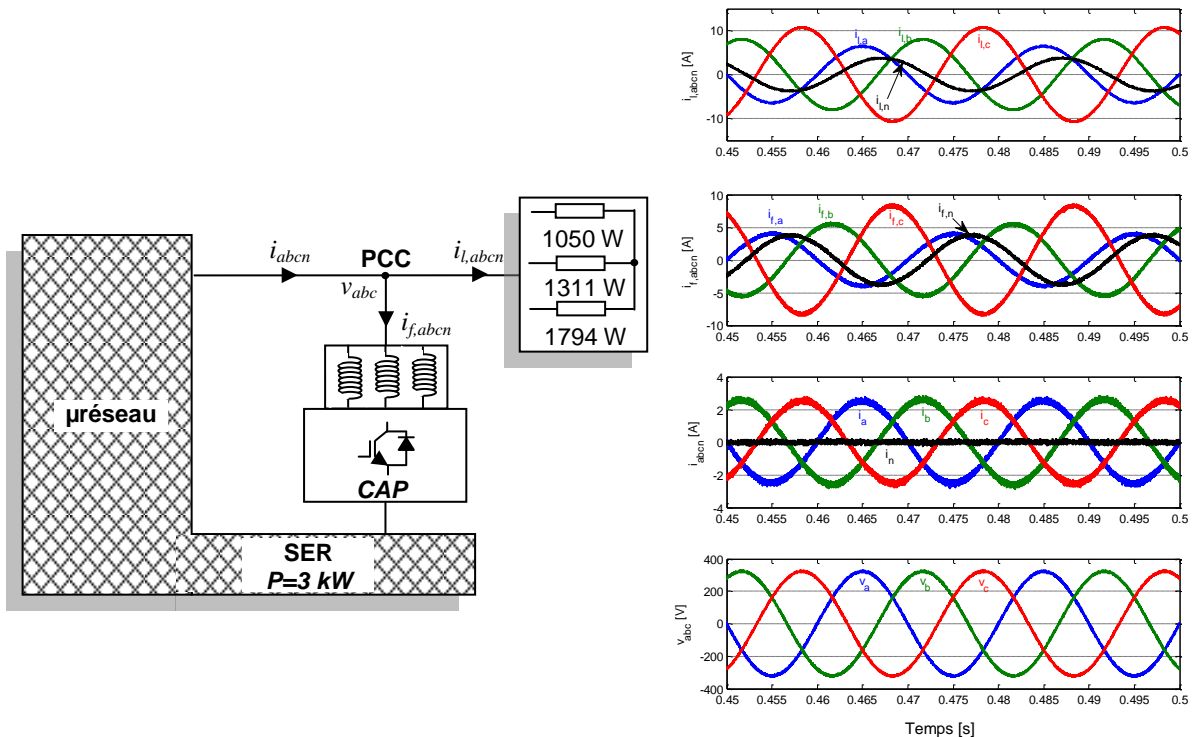 µréseau
i_abcn
PCC
v_abc
i_l,abcn
1050 W
1311 W
1794 W
i_f,abcn
CAP
SER
P=3 kW
i_l,abcn [A]
10
0
-10
i_l,a
i_l,b
i_l,c
i_l,n
0.45 0.455 0.46 0.465 0.47 0.475 0.48 0.485 0.49 0.495 0.5
i_f,abcn [A]
10
5
0
-5
-10
i_f,a
i_f,b
i_f,c
i_f,n
0.45 0.455 0.46 0.465 0.47 0.475 0.48 0.485 0.49 0.495 0.5
i_abcn [A]
4
2
0
-2
-4
i_a
i_b
i_c
i_n
0.45 0.455 0.46 0.465 0.47 0.475 0.48 0.485 0.49 0.495 0.5
v_abc [V]
400
200
0
-200
-400
v_a
v_b
v_c
0.45 0.455 0.46 0.465 0.47 0.475 0.48 0.485 0.49 0.495 0.5
Temps [s]